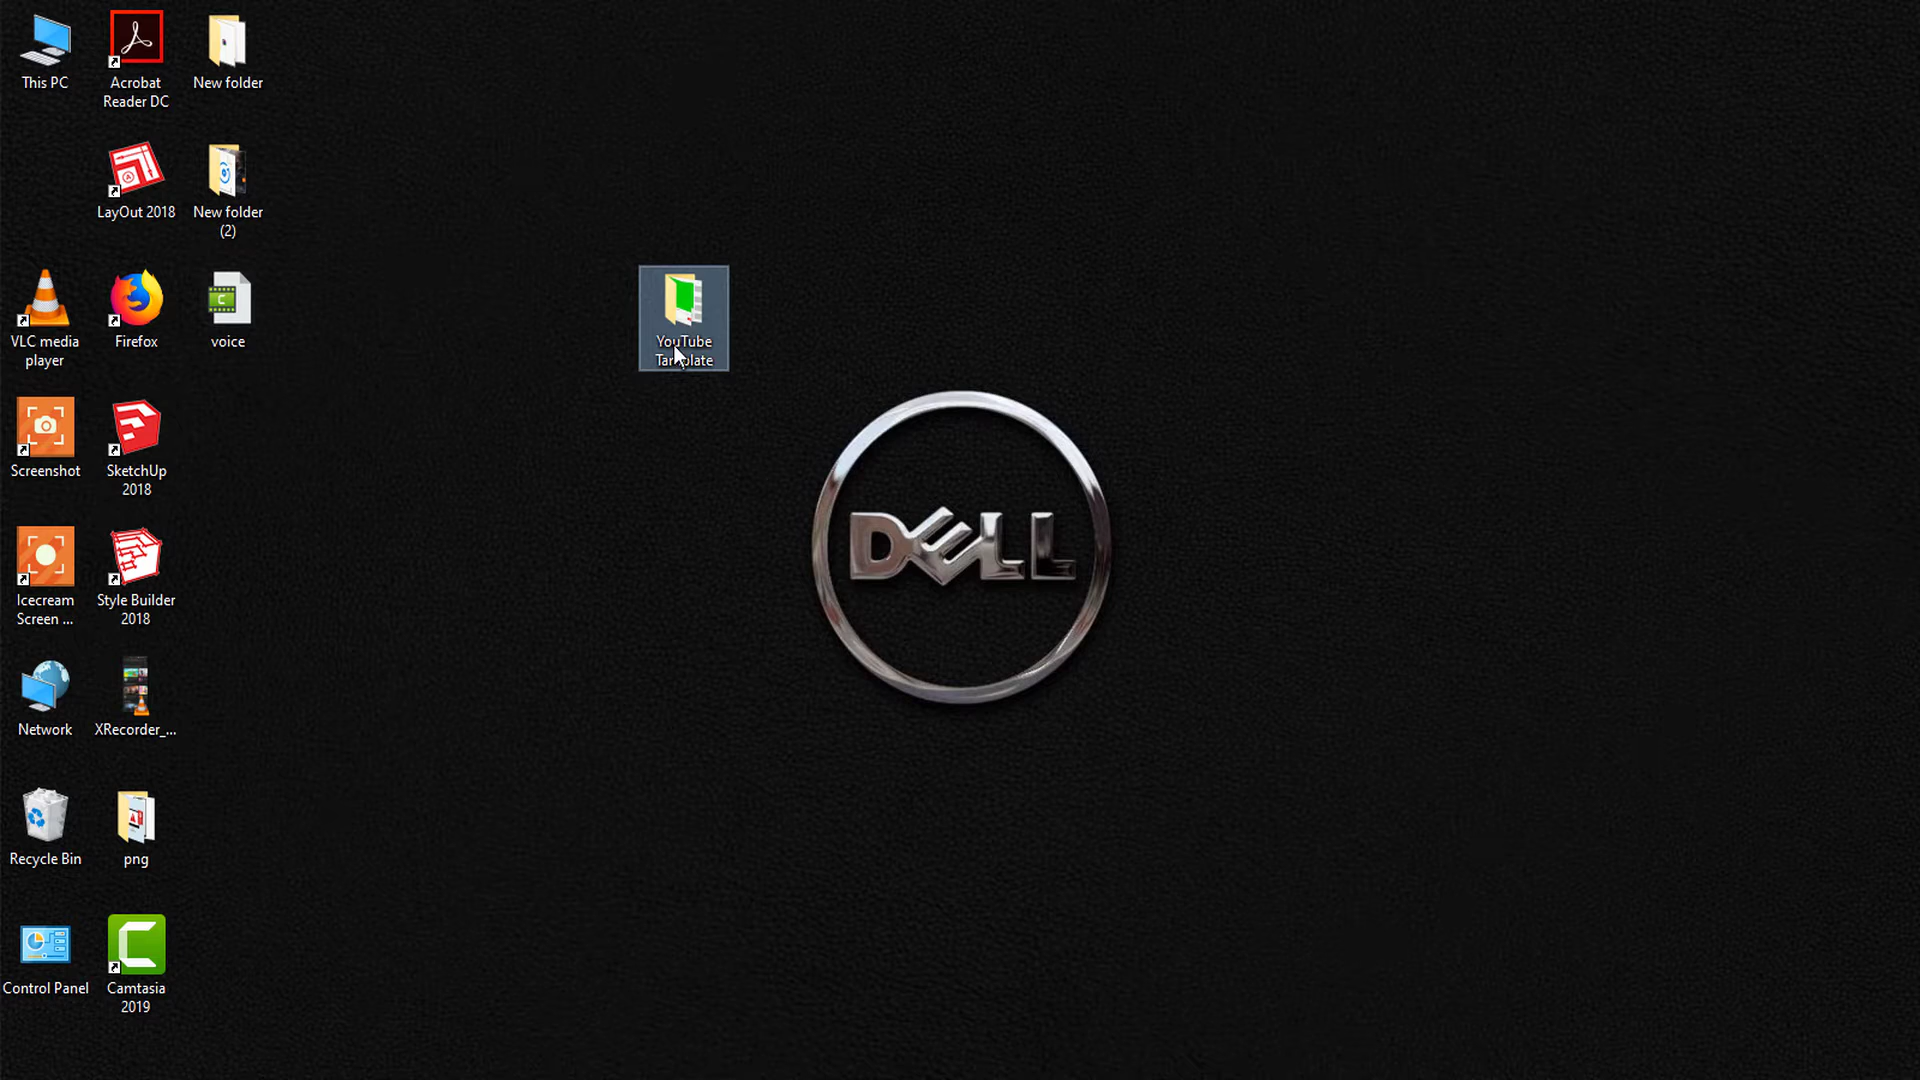 This PC
Acrobat
Reader DC
New folder
LayOut 2018
New folder
(2)
VLC media
player
Firefox
voice
YouTube
Screenshot
SketchUp
2018
Icecream
Screen ...
Style Builder
2018
Network
XRecorder_...
Recycle Bin
png
Control Panel
Camtasia
2019
DELL